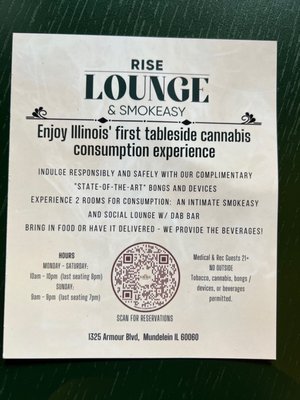 RISE
LOUNGE
& SMOKEASY
Enjoy Illinois' first tableside cannabis
consumption experience
INDULGE RESPONSIBLY AND SAFELY WITH OUR COMPLIMENTARY
"STATE-OF-THE-ART" BONGS AND DEVICES
EXPERIENCE 2 ROOMS FOR CONSUMPTION: AN INTIMATE SMOKEASY
AND SOCIAL LOUNGE W/ DAB BAR
BRING IN FOOD OR HAVE IT DELIVERED - WE PROVIDE THE BEVERAGES!
HOURS
MONDAY - SATURDAY:
10am - 10pm (last seating 8pm)
SUNDAY:
9am - 9pm (last seating 7pm)
Medical & Rec Guests 21+
NO OUTSIDE
Tobacco, cannabis, bongs /
devices, or beverages
permitted.
SCAN FOR RESERVATIONS
1325 Armour Blvd, Mundelein IL 60060